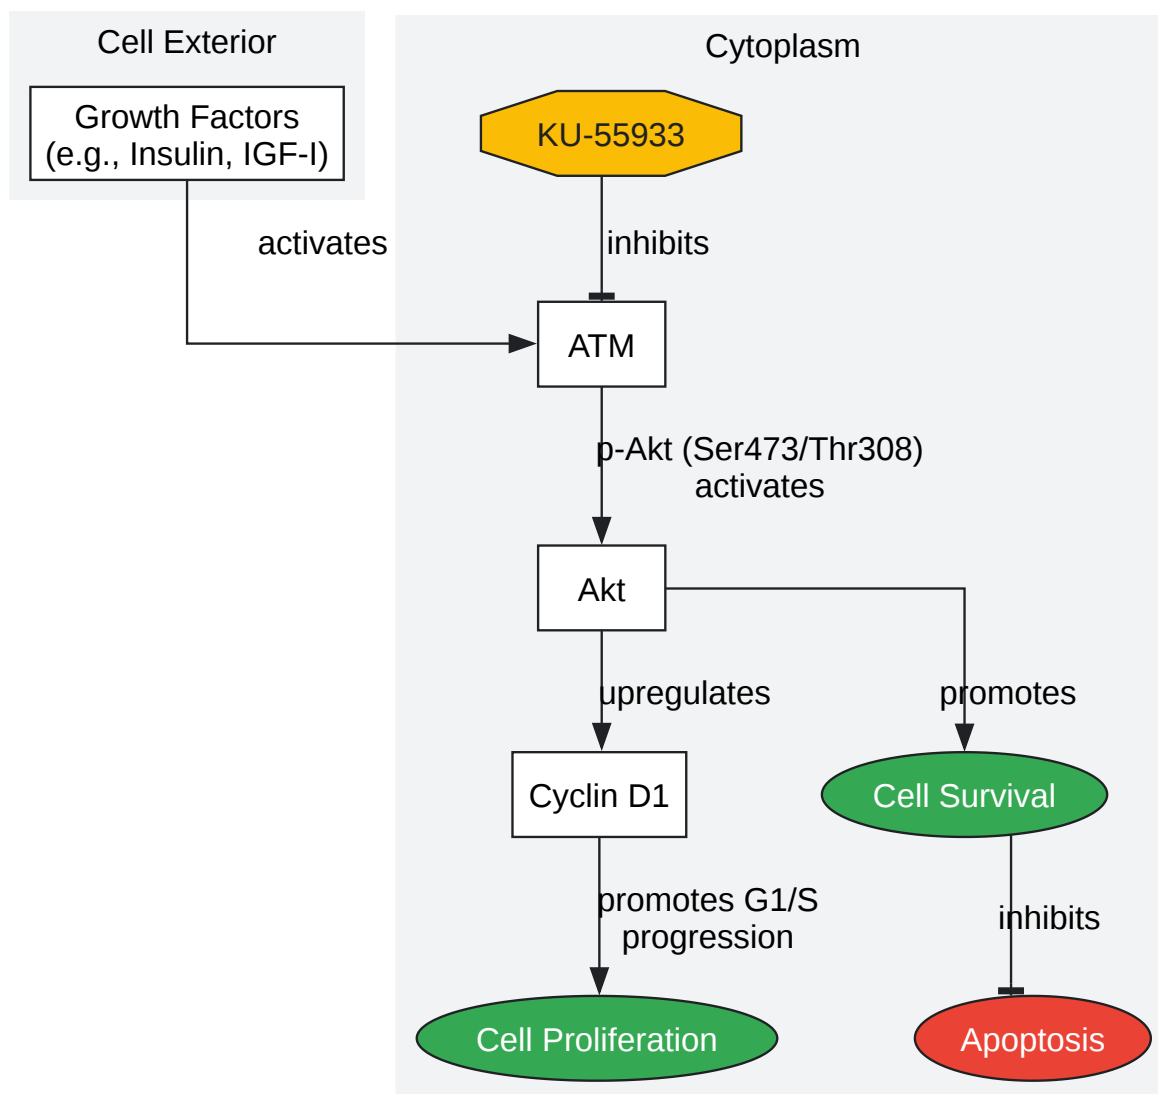 Cell Exterior
Growth Factors
(e.g., Insulin, IGF-I)
activates
Cytoplasm
KU-55933
inhibits
ATM
p-Akt (Ser473/Thr308)
activates
Akt
upregulates
promotes
Cyclin D1
Cell Survival
promotes G1/S
progression
inhibits
Cell Proliferation
Apoptosis